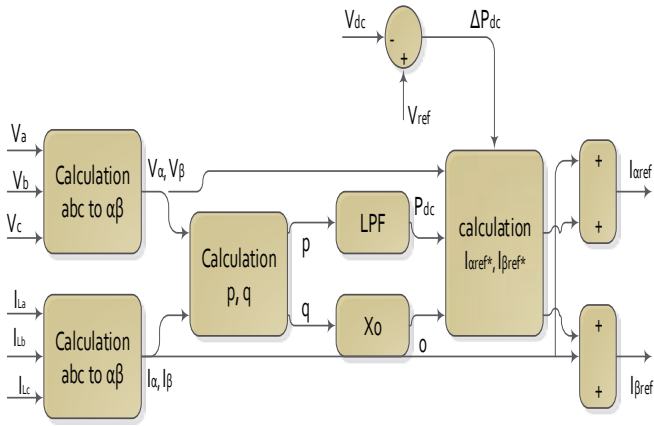 Vdc
-
+
ΔPdc
Vref
Va
Vb
Vc
Calculation
abc to αβ
Vα, Vβ
Calculation
p, q
p
q
LPF
Pdc
Xo
o
calculation
Iαref*, Iβref*
+
+
Iαref
ILa
ILb
ILc
Calculation
abc to αβ
Iα, Iβ
+
+
Iβref